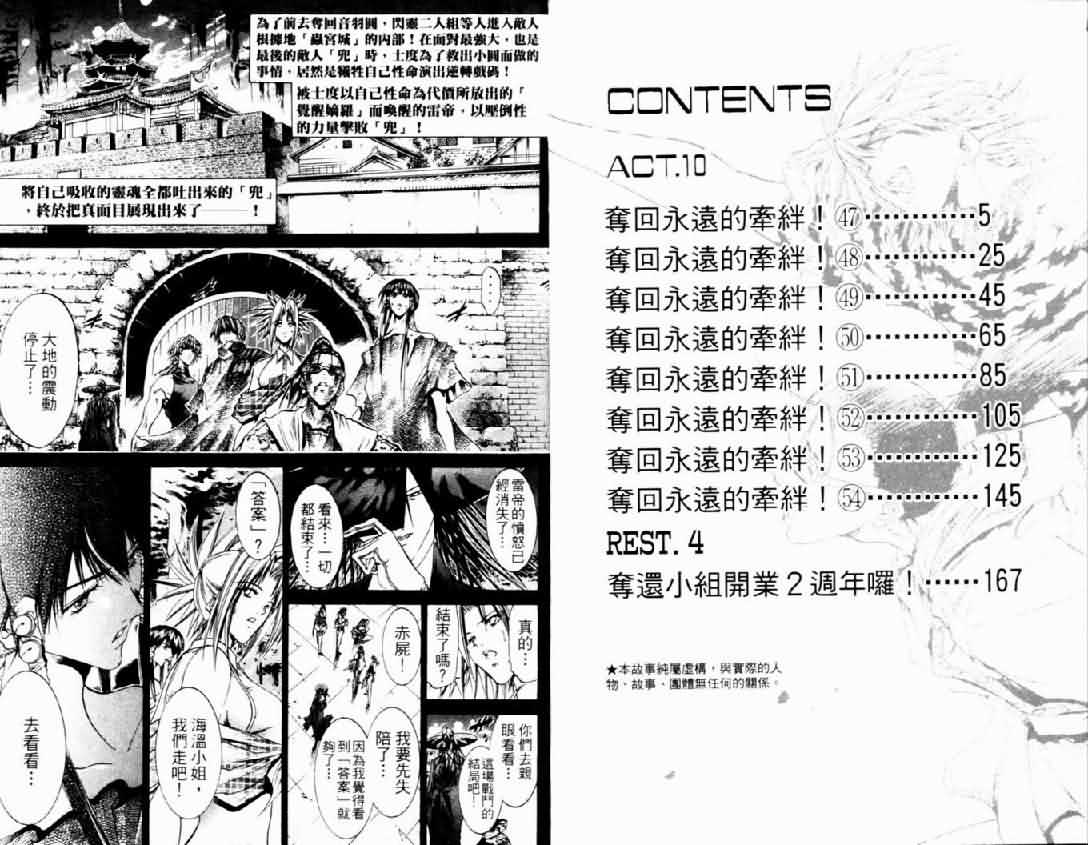 CONTENTS
ACT.10
奪回永遠的牽絆！㊼…………5
奪回永遠的牽絆！㊽…………25
奪回永遠的牽絆！㊾…………45
奪回永遠的牽絆！㊿…………65
奪回永遠的牽絆！(51)…………85
奪回永遠的牽絆！(52)…………105
奪回永遠的牽絆！(53)…………125
奪回永遠的牽絆！(54)…………145
REST. 4
奪還小組開業２週年囉！……167
★本故事純屬虛構，與實際的人
物、故事、團體無任何的關係。
為了前去奪回音羽圓，閃靈二人組等人進入敵人
根據地「蟲宮城」的內部！在面對最強大，也是
最後的敵人「兜」時，士度為了救出小圓而做的
事情，居然是犧牲自己性命演出逆轉戲碼！
被士度以自己性命為代價所放出的「
覺醒嫡羅」而喚醒的雷帝，以壓倒性
的力量擊敗「兜」！
將自己吸收的靈魂全都吐出來的「兜」
，終於把真面目展現出來了——！
…
大地的震動
停止了…
雷帝的憤怒已
經消失了…
看來…一切
都結束了…
真的…
結束了嗎？
你們去親
眼看看…
這場戰鬥的
結局吧！
赤屍！
我要先失
陪了…
因為我覺得看
到「答案」就
夠了…
「答案」？
海溫小姐，
我們走吧！
去看看…